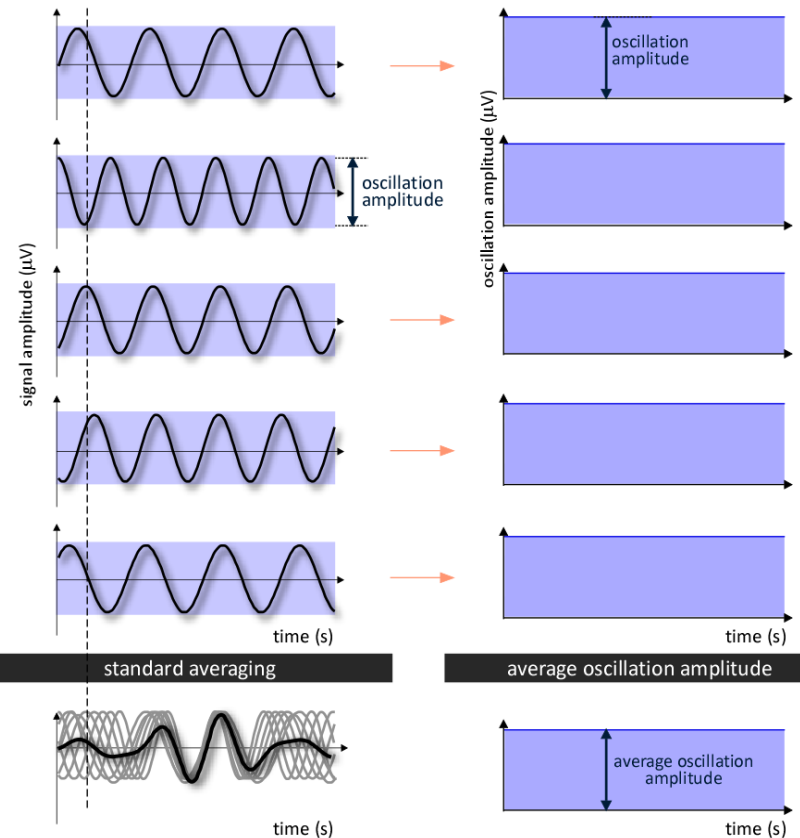 oscillation
amplitude
oscillation
amplitude
signal amplitude (μV)
oscillation amplitude (μV)
time (s)
time (s)
standard averaging
average oscillation amplitude
average oscillation
amplitude
time (s)
time (s)